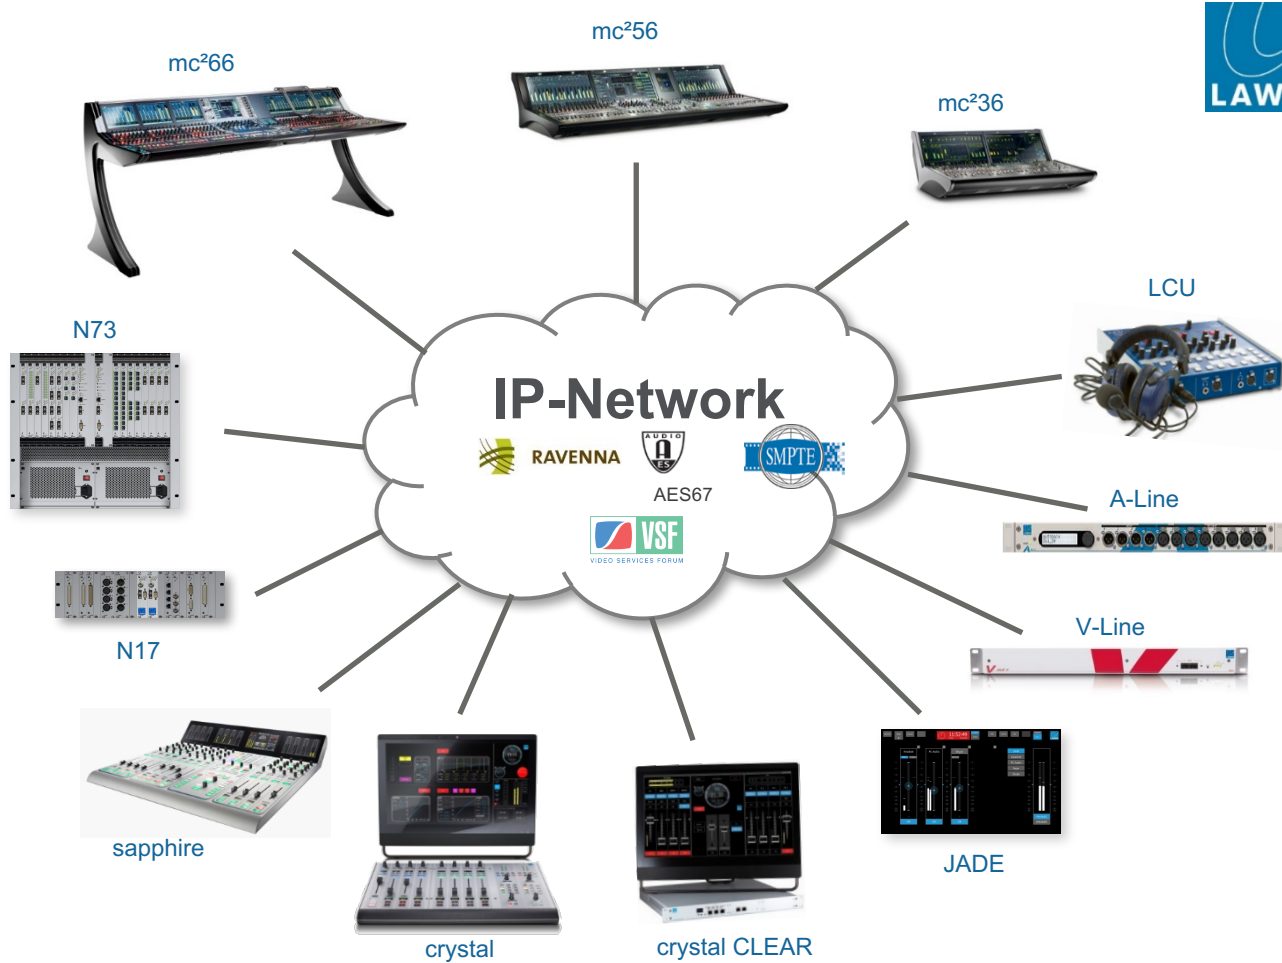 mc²56
mc²66
mc²36
LAW
LCU
N73
IP-Network
RAVENNA
AUDIO
AES
SMPTE
AES67
A-Line
VSF
VIDEO SERVICES FORUM
V-Line
N17
sapphire
JADE
crystal
crystal CLEAR